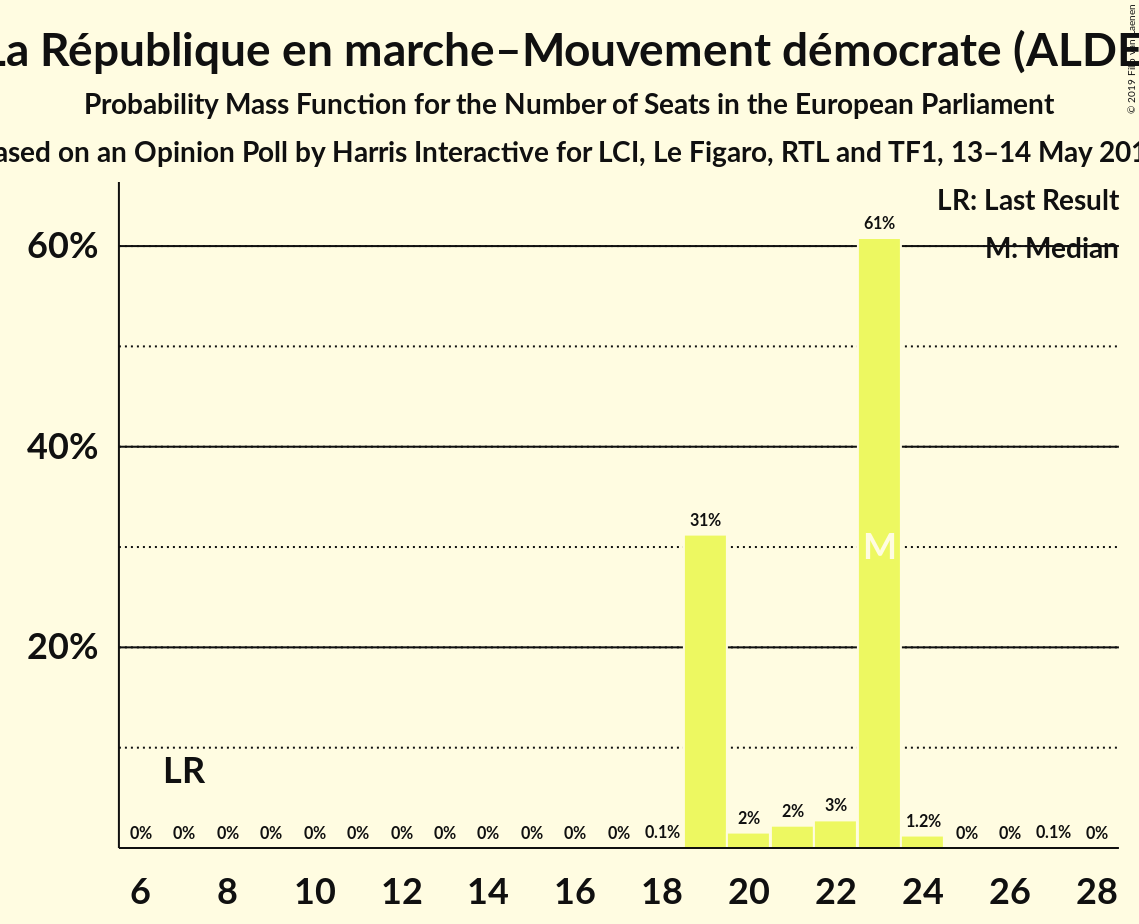 La République en marche–Mouvement démocrate (ALDE
Probability Mass Function for the Number of Seats in the European Parliament
ased on an Opinion Poll by Harris Interactive for LCI, Le Figaro, RTL and TF1, 13–14 May 201
© 2019
LR: Last Result
M: Median
60%
40%
20%
61%
31%
M
LR
0% 0% 0% 0% 0% 0% 0% 0% 0% 0% 0% 0% 0.1% 2% 2% 3% 1.2% 0% 0% 0.1% 0%
6 8 10 12 14 16 18 20 22 24 26 28